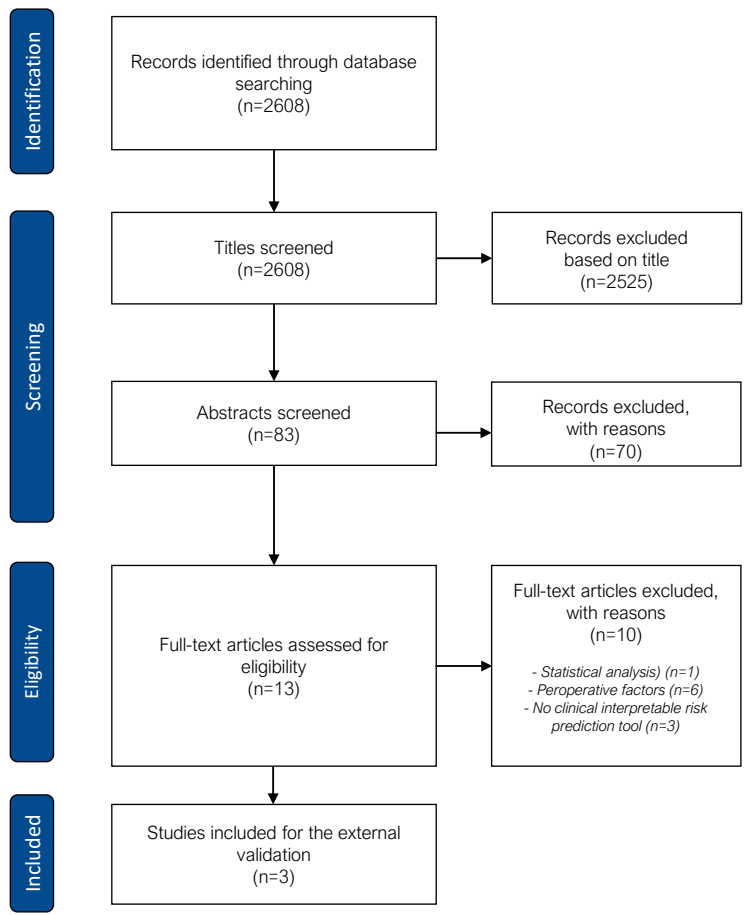 Identification
Records identified through database
searching
(n=2608)
Screening
Titles screened
(n=2608)
Records excluded
based on title
(n=2525)
Abstracts screened
(n=83)
Records excluded,
with reasons
(n=70)
Eligibility
Full-text articles assessed for
eligibility
(n=13)
Full-text articles excluded,
with reasons
(n=10)
- Statistical analysis) (n=1)
- Peroperative factors (n=6)
- No clinical interpretable risk
prediction tool (n=3)
Included
Studies included for the external
validation
(n=3)